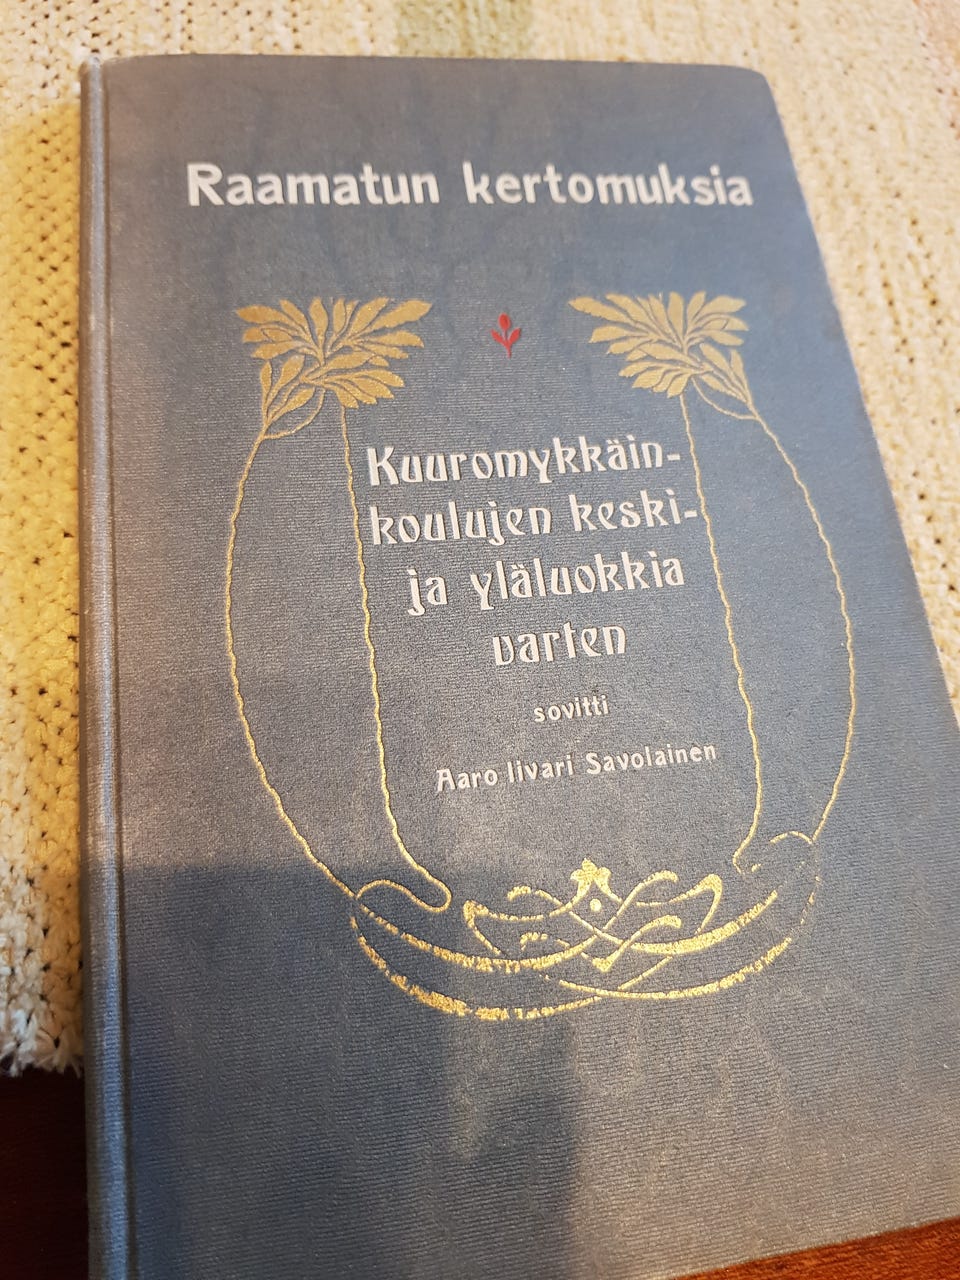 Raamatun kertomuksia
Kuuromykkäin-
koulujen keski-
ja yläluokkia
varten
sovitti
Aaro Iivari Savolainen